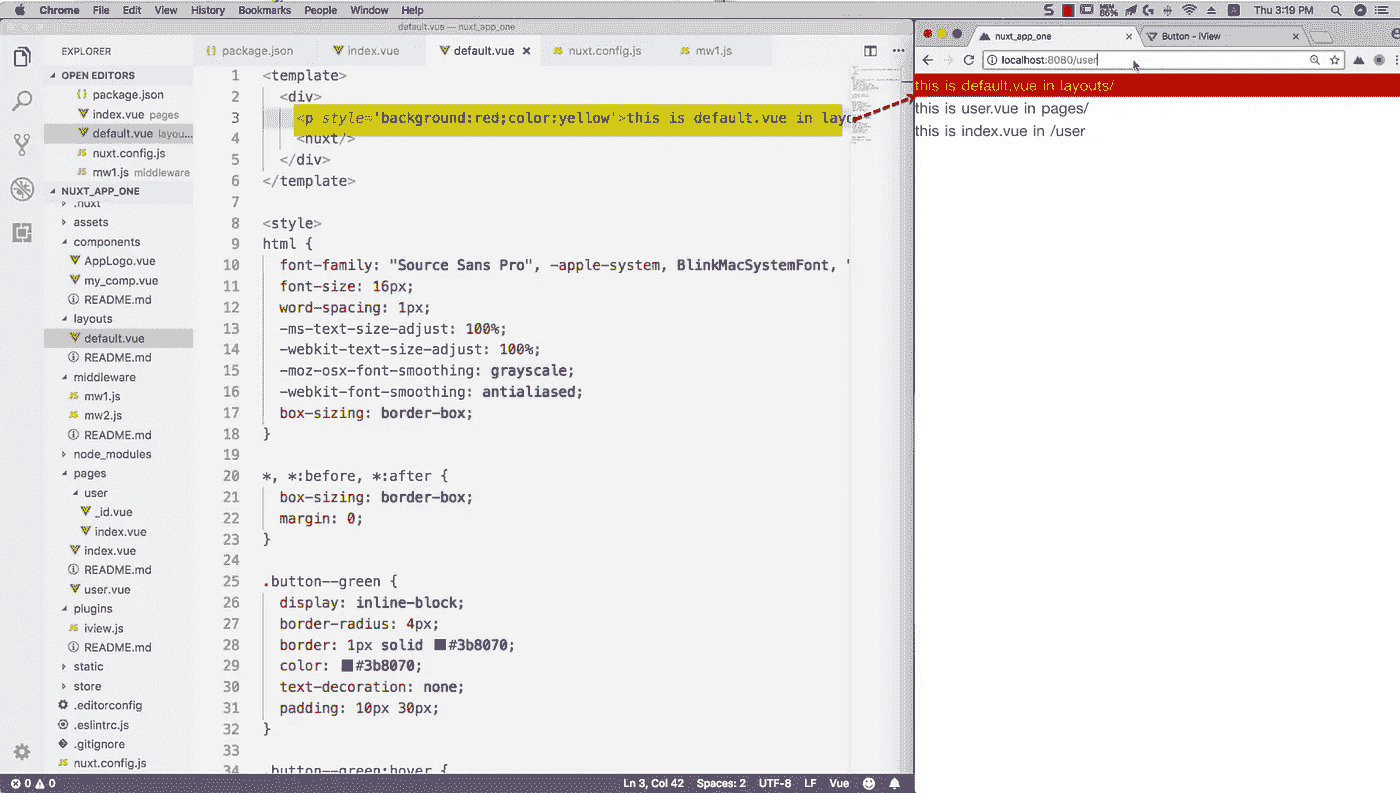 Chrome File Edit View History Bookmarks People Window Help Thu 3:19 PM
default.vue — nuxt_app_one
EXPLORER
OPEN EDITORS
package.json
index.vue pages
default.vue layou...
nuxt.config.js
mw1.js middleware
NUXT_APP_ONE
.nuxt
assets
components
AppLogo.vue
my_comp.vue
README.md
layouts
default.vue
README.md
middleware
mw1.js
mw2.js
README.md
node_modules
pages
user
_id.vue
index.vue
index.vue
README.md
user.vue
plugins
iview.js
README.md
static
store
.editorconfig
.eslintrc.js
.gitignore
nuxt.config.js
package.json index.vue default.vue nuxt.config.js mw1.js
1 <template>
2 <div>
3 <p style='background:red;color:yellow'>this is default.vue in layo
4 <nuxt/>
5 </div>
6 </template>
7
8 <style>
9 html {
10 font-family: "Source Sans Pro", -apple-system, BlinkMacSystemFont, "
11 font-size: 16px;
12 word-spacing: 1px;
13 -ms-text-size-adjust: 100%;
14 -webkit-text-size-adjust: 100%;
15 -moz-osx-font-smoothing: grayscale;
16 -webkit-font-smoothing: antialiased;
17 box-sizing: border-box;
18 }
19
20 *, *:before, *:after {
21 box-sizing: border-box;
22 margin: 0;
23 }
24
25 .button--green {
26 display: inline-block;
27 border-radius: 4px;
28 border: 1px solid #3b8070;
29 color: #3b8070;
30 text-decoration: none;
31 padding: 10px 30px;
32 }
33
34 .button--green:hover {
0 0 Ln 3, Col 42 Spaces: 2 UTF-8 LF Vue
nuxt_app_one Button - iView
localhost:8080/user
this is default.vue in layouts/
this is user.vue in pages/
this is index.vue in /user